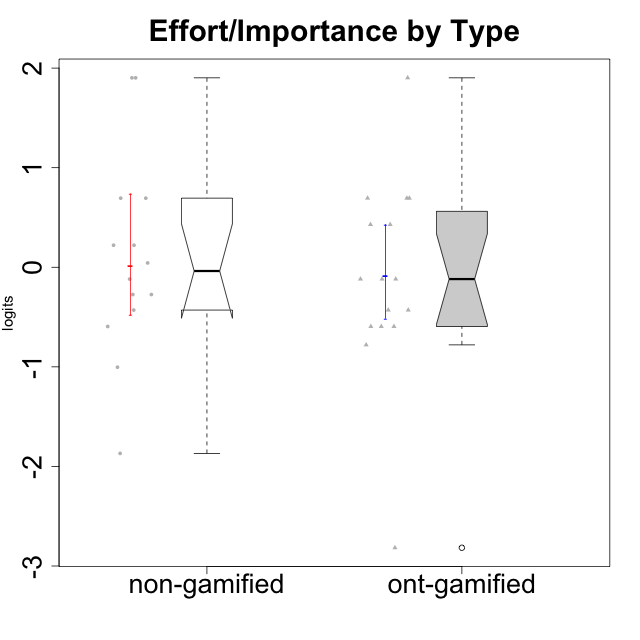 Effort/Importance by Type
logits
2
1
0
-1
-2
-3
non-gamified
ont-gamified